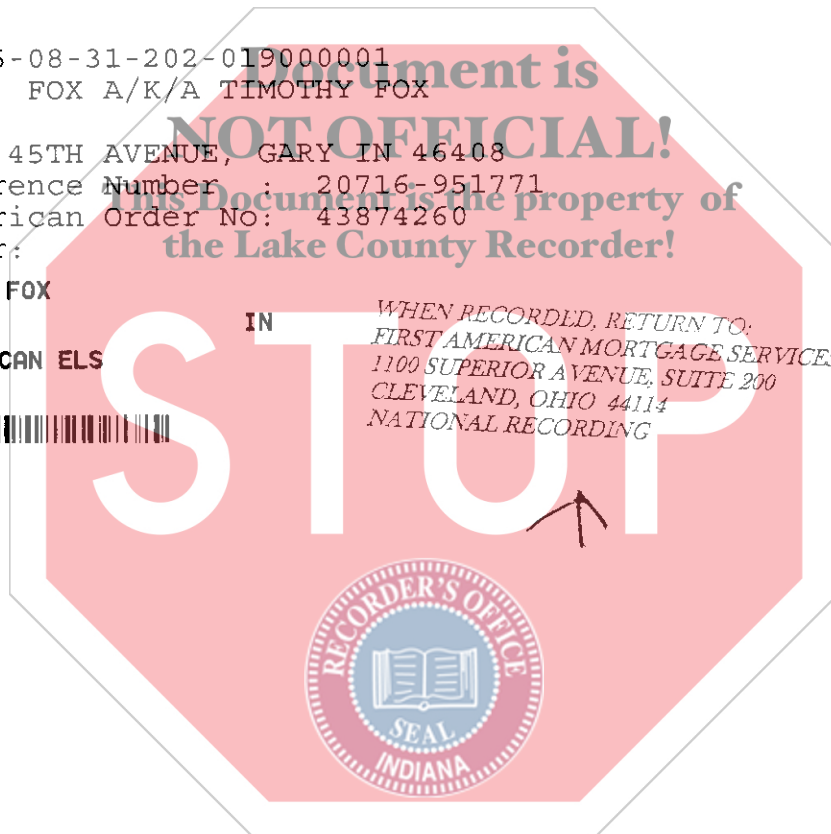 5-08-31-202-019000001
FOX A/K/A TIMOTHY FOX
45TH AVENUE, GARY IN 46408
rence Number : 20716-951771
rican Order No: 43874260
r:
FOX
IN
CAN ELS
WHEN RECORDED, RETURN TO:
FIRST AMERICAN MORTGAGE SERVICES
1100 SUPERIOR AVENUE, SUITE 200
CLEVELAND, OHIO 44114
NATIONAL RECORDING
Document is
NOT OFFICIAL!
This Document is the property of
the Lake County Recorder!
STOP
RECORDER'S OFFICE
SEAL
INDIANA